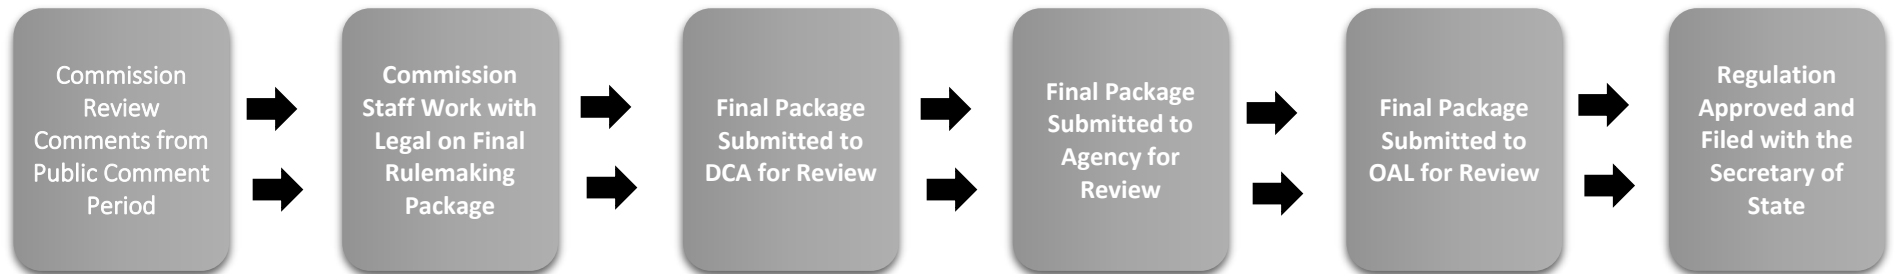 Commission
Review
Comments from
Public Comment
Period
Commission
Staff Work with
Legal on Final
Rulemaking
Package
Final Package
Submitted to
DCA for Review
Final Package
Submitted to
Agency for
Review
Final Package
Submitted to
OAL for Review
Regulation
Approved and
Filed with the
Secretary of
State